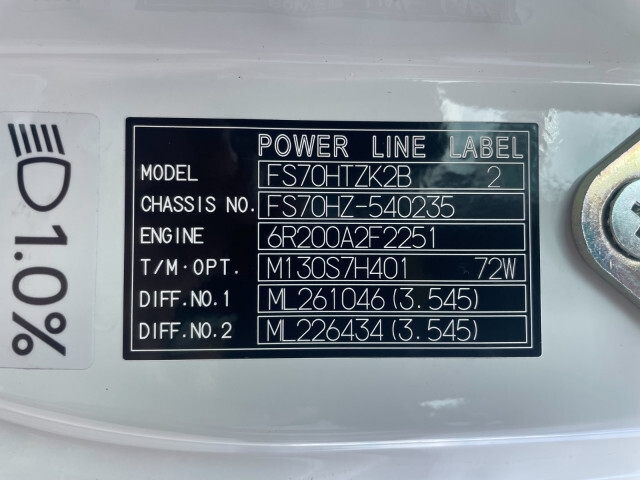 POWER LINE LABEL
MODEL FS70HTZK2B 2
CHASSIS NO. FS70HZ-540235
ENGINE 6R200A2F2251
T/M·OPT. M130S7H401 72W
DIFF.NO.1 ML261046(3.545)
DIFF.NO.2 ML226434(3.545)
1.0%